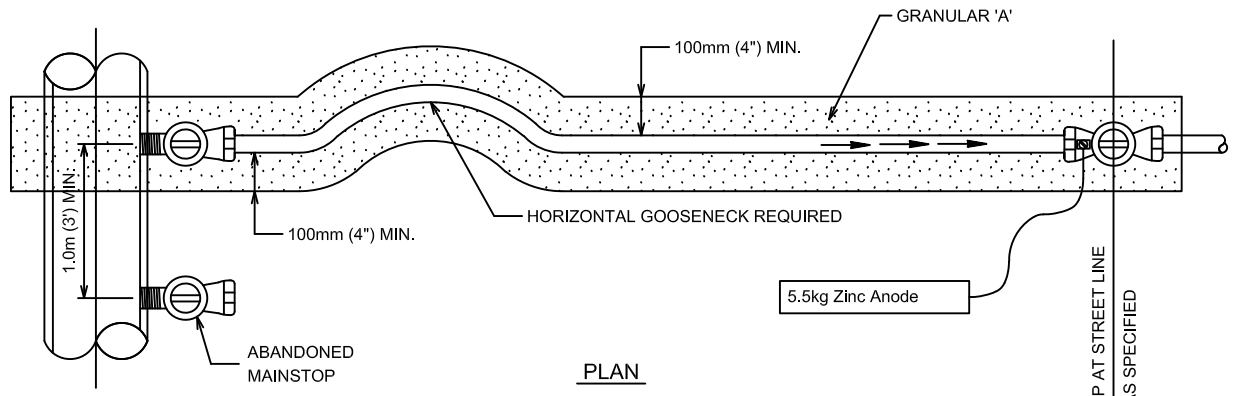 GRANULAR 'A'
100mm (4") MIN.
1.0m (3') MIN.
HORIZONTAL GOOSENECK REQUIRED
100mm (4") MIN.
5.5kg Zinc Anode
ABANDONED
MAINSTOP
PLAN
AT STREET LINE
SPECIFIED